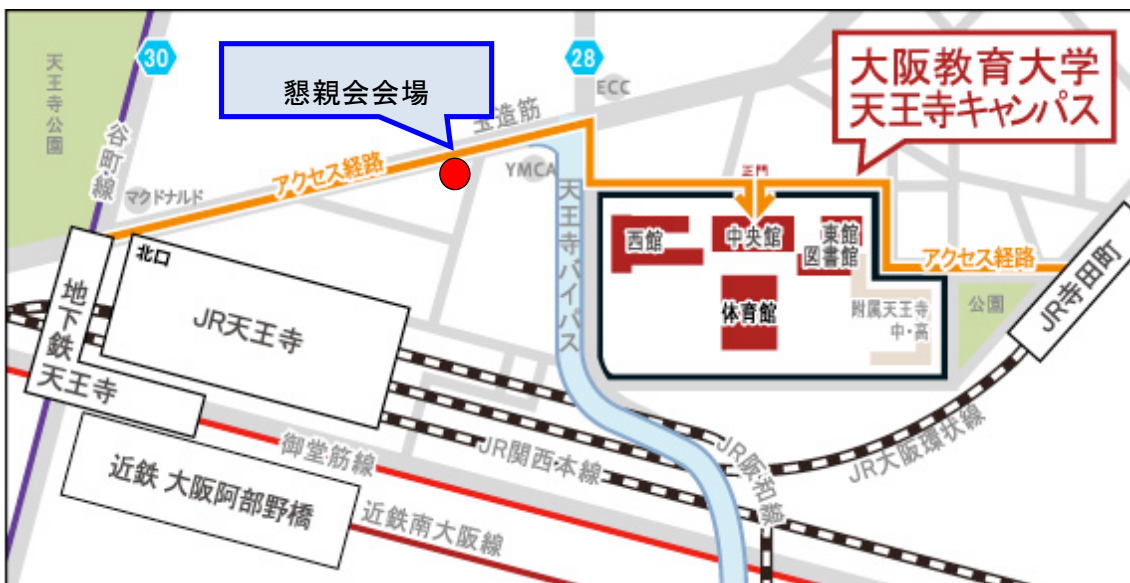 30
28
大阪教育大学
天王寺キャンパス
懇親会会場
ECC
玉造筋
天王寺公園
谷町線
アクセス経路
YMCA
正門
マクドナルド
西館
中央館
東館
図書館
天王寺バイパス
北口
アクセス経路
JR天王寺
体育館
附属天王寺
中・高
公園
JR寺田町
地下鉄
天王寺
御堂筋線
JR関西本線
JR阪和線
JR大阪環状線
近鉄 大阪阿部野橋
近鉄南大阪線